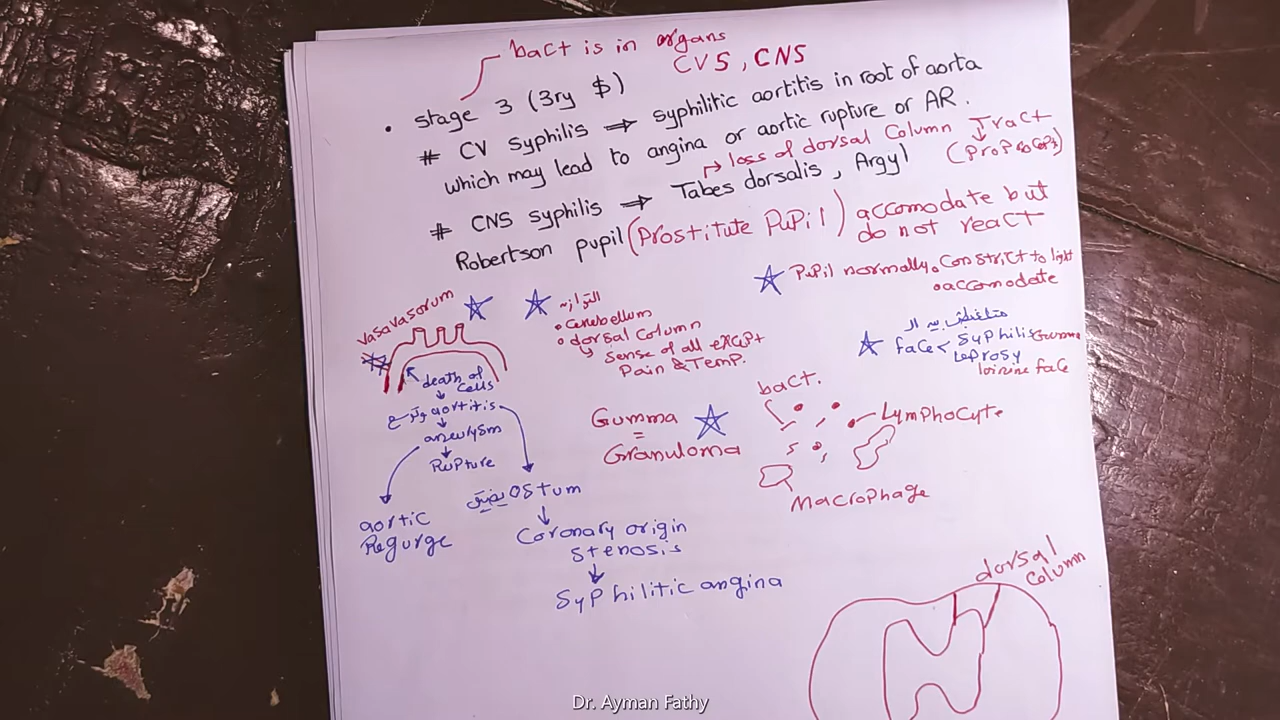 bact is in organs
CVS, CNS
• stage 3 (3ry $)
# CV syphilis ⇒ syphilitic aortitis in root of aorta
which may lead to angina or aortic rupture or AR.
loss of dorsal Column Tract
# CNS syphilis ⇒ Tabes dorsalis, Argyl
Robertson pupil (Prostitute Pupil) accomodate but
do not react
Pupil normally • Constrict to light
• accomodate
Vasa vasorum
death of
cells
aortitis
aneurysm
Rupture
aortic
Regurge
ostum
Coronary origin
stenosis
Syphilitic angina
• Cerebellum
• dorsal Column
sense of all except
Pain & Temp.
face < Syphilis Gumma
Leprosy
face
Gumma
=
Granuloma
bact.
Lymphocyte
Macrophage
dorsal
Column
Dr. Ayman Fathy